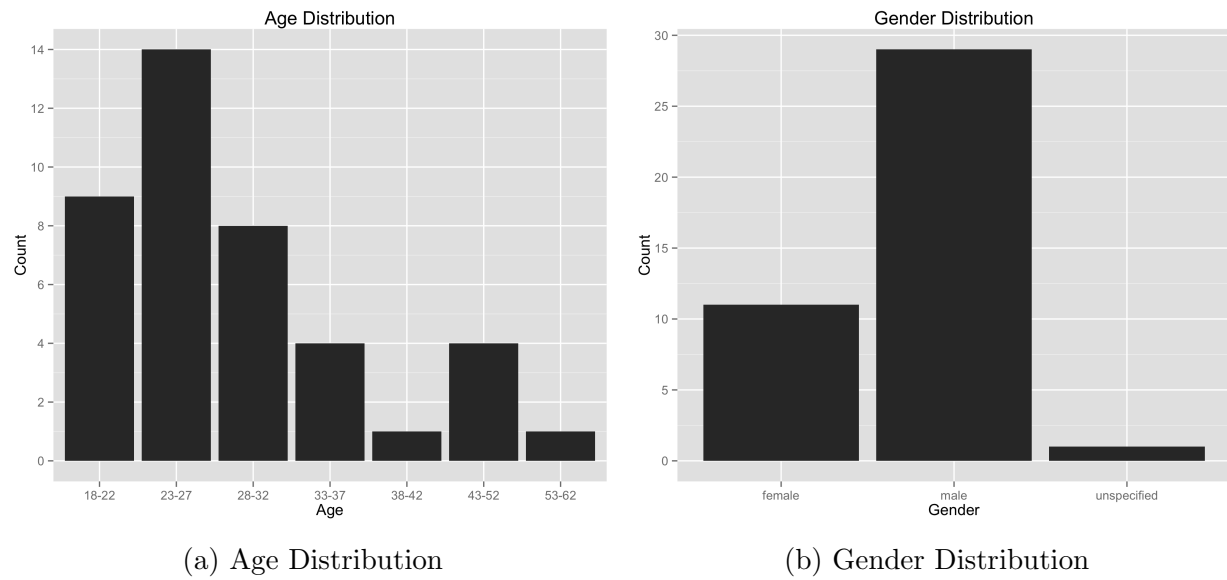 Age Distribution
14
12
10
8
6
4
2
0
Count
18-22 23-27 28-32 33-37 38-42 43-52 53-62
Age
(a) Age Distribution
Gender Distribution
30
25
20
15
10
5
0
Count
female male unspecified
Gender
(b) Gender Distribution